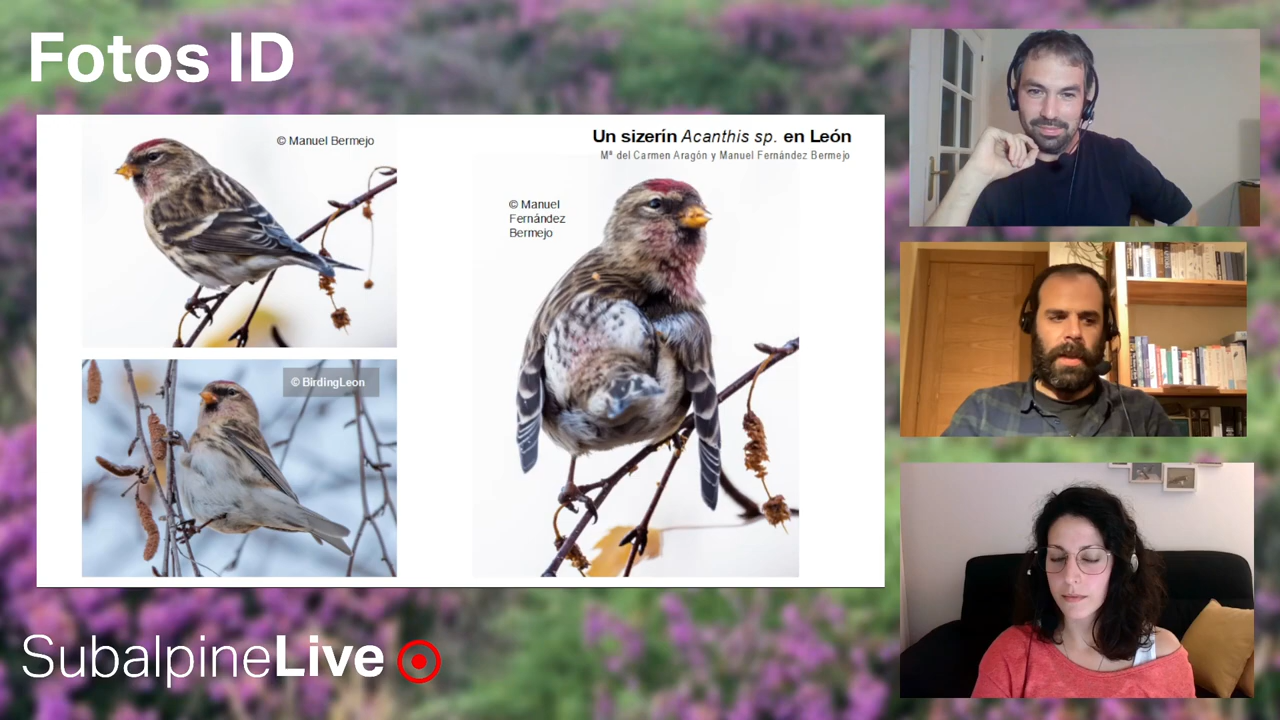 Fotos ID
© Manuel Bermejo
Un sizerín Acanthis sp. en León
Mª del Carmen Aragón y Manuel Fernández Bermejo
© Manuel
Fernández
Bermejo
© BirdingLeon
SubalpineLive